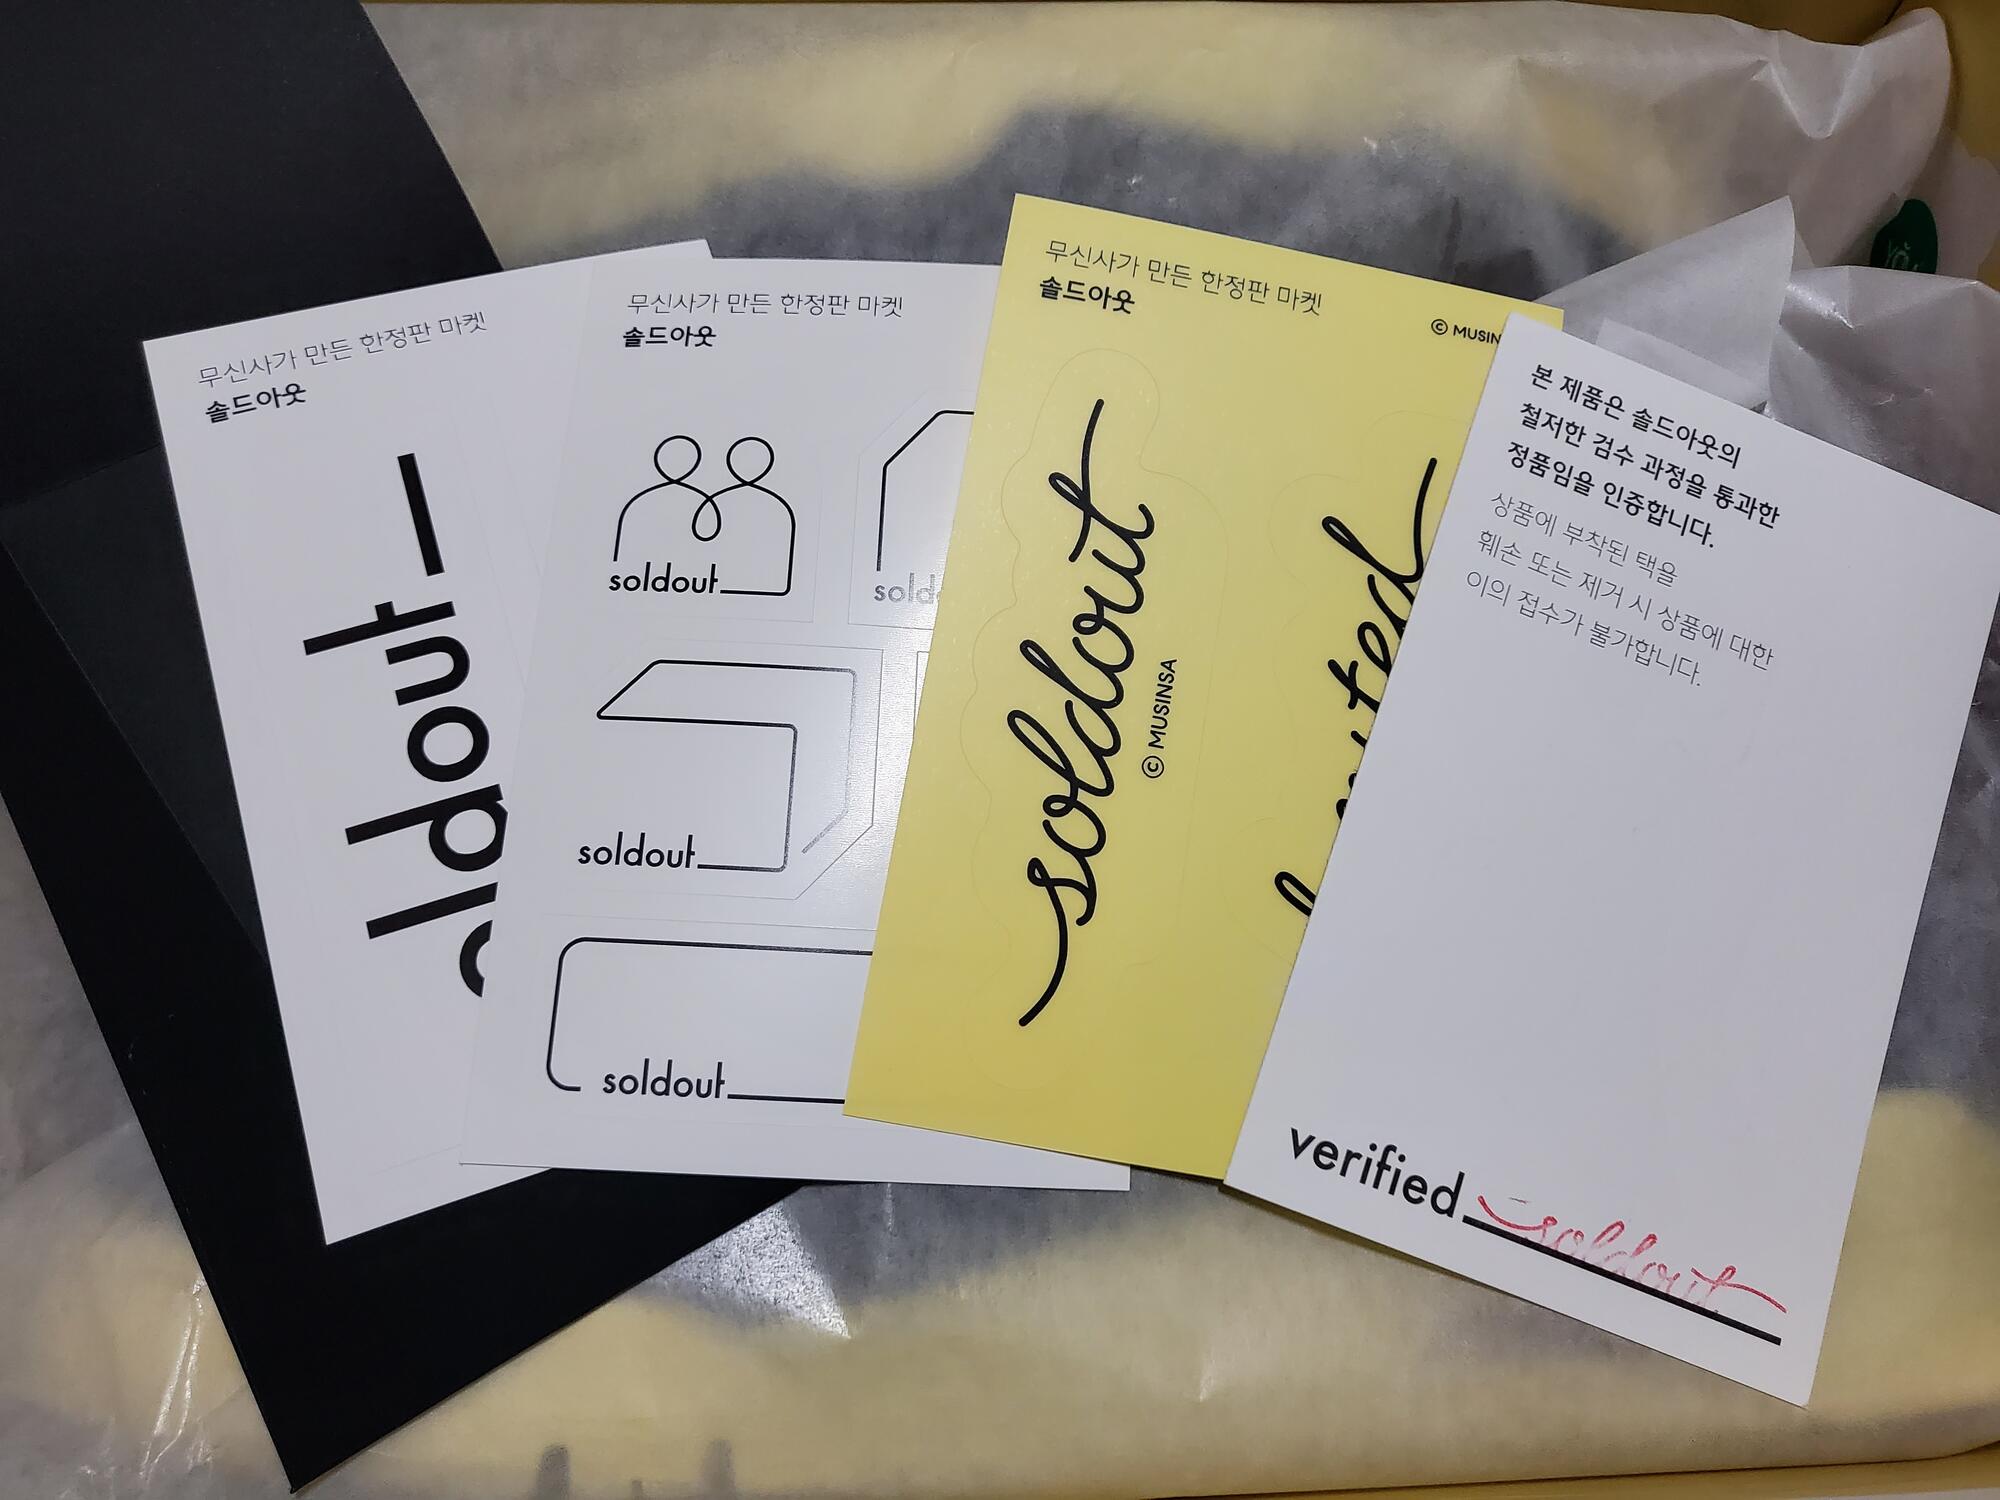 무신사가 만든 한정판 마켓
솔드아웃
무신사가 만든 한정판 마켓
솔드아웃
soldout
soldout
soldout
무신사가 만든 한정판 마켓
솔드아웃
© MUSIN
soldout
© MUSINSA
본 제품은 솔드아웃의
철저한 검수 과정을 통과한
정품임을 인증합니다.
상품에 부착된 택을
훼손 또는 제거 시 상품에 대한
이의 접수가 불가합니다.
verified
soldout